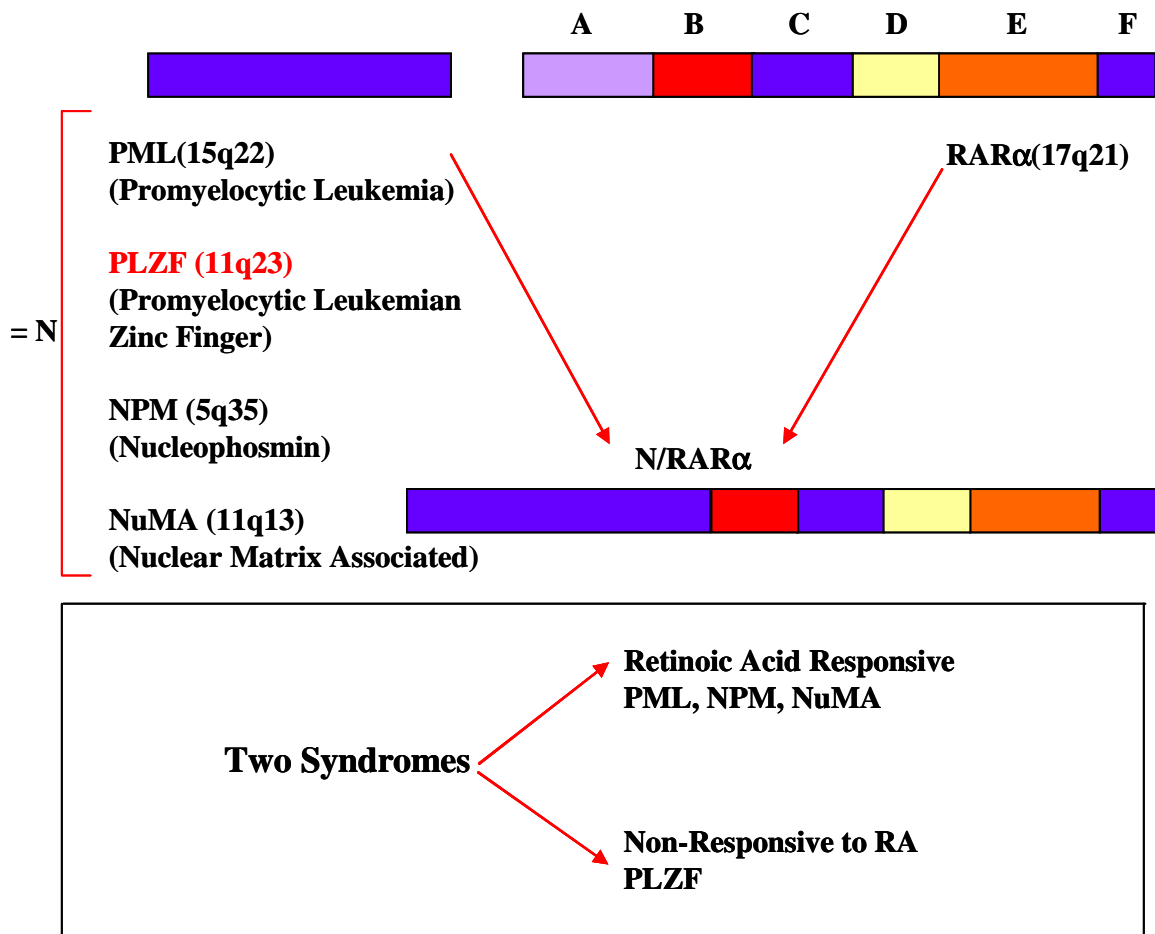 A B C D E F
PML(15q22)
(Promyelocytic Leukemia)
RARα(17q21)
PLZF (11q23)
(Promyelocytic Leukemian
Zinc Finger)
= N
NPM (5q35)
(Nucleophosmin)
N/RARα
NuMA (11q13)
(Nuclear Matrix Associated)
Two Syndromes
Retinoic Acid Responsive
PML, NPM, NuMA
Non-Responsive to RA
PLZF